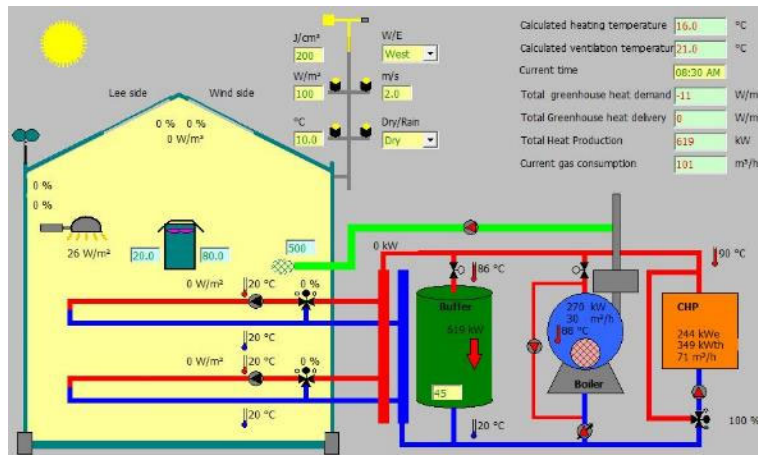 J/cm² W/E
200 West
W/m² m/s
100 2.0
°C Dry/Rain
10.0 Dry
Calculated heating temperature 16.0 °C
Calculated ventilation temperatur 21.0 °C
Current time 08:30 AM
Total greenhouse heat demand -11 W/m
Total Greenhouse heat delivery 0 W/m
Total Heat Production 619 kW
Current gas consumption 101 m³/h
Lee side Wind side
0 % 0 %
0 W/m²
0 %
0 %
26 W/m²
20.0 80.0
500
0 kW
0 W/m² 20 °C 0 %
20 °C
0 W/m² 20 °C 0 %
20 °C
86 °C
Buffer
619 kW
45
20 °C
270 kW
30 m³/h
88 °C
Boiler
90 °C
CHP
244 kWe
349 kWth
71 m³/h
100 %